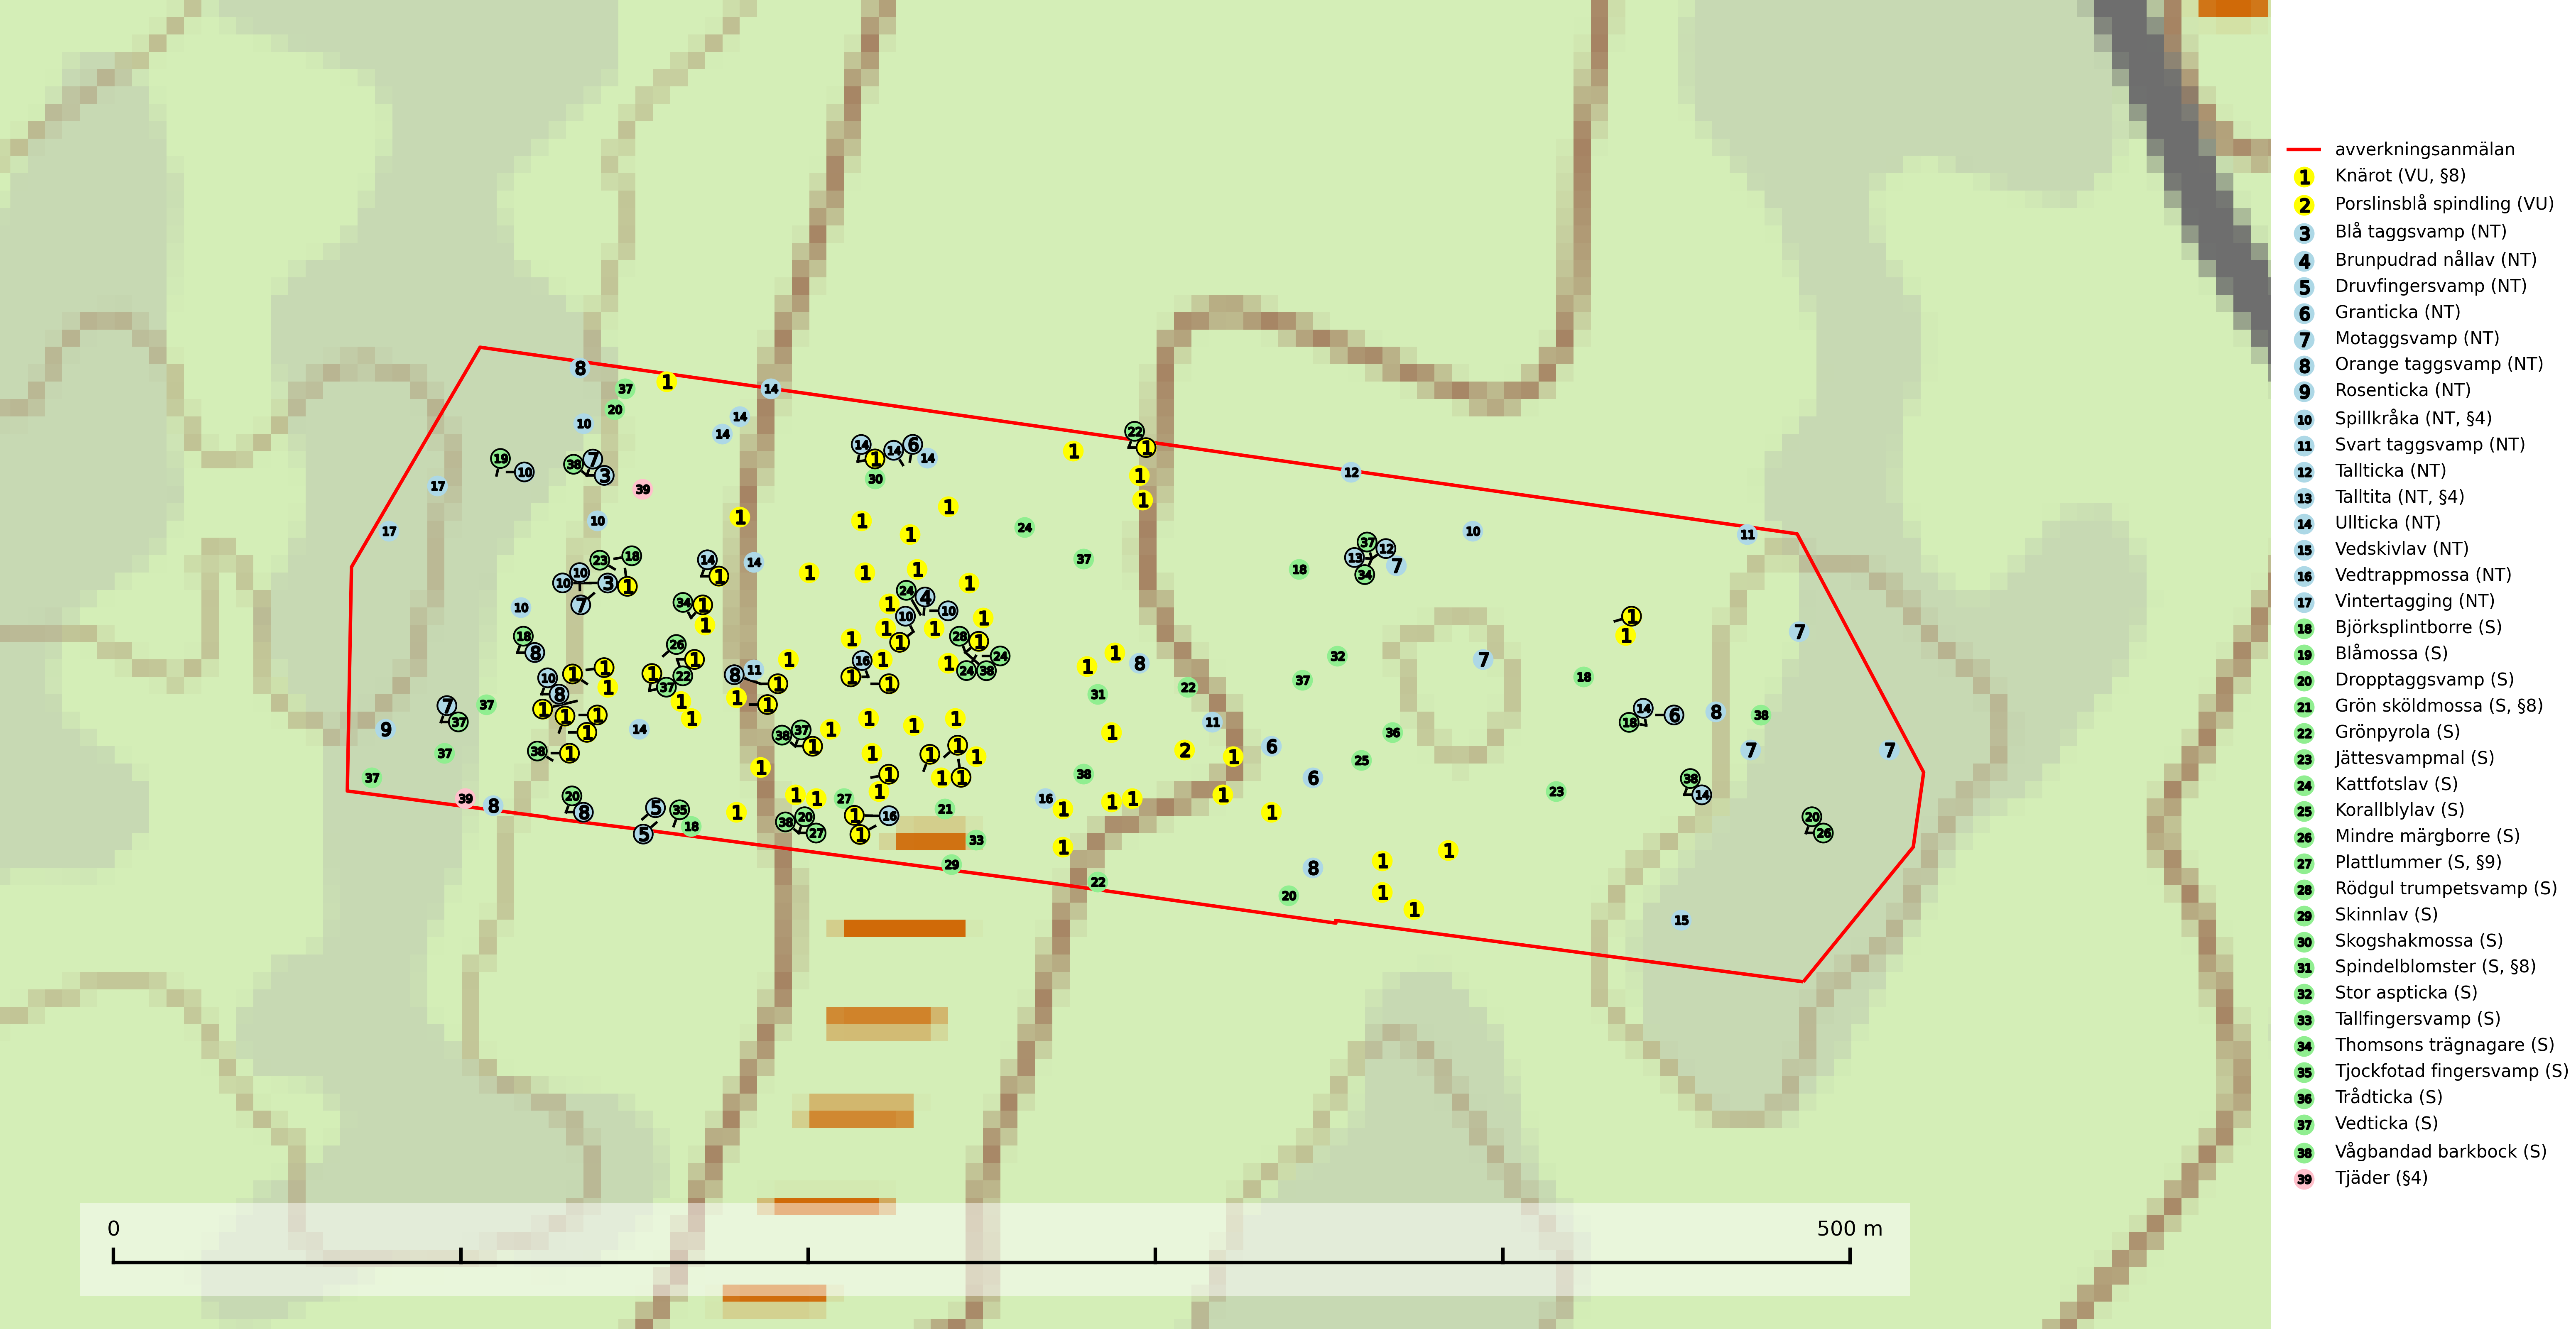 avverkningsanmälan
1 Knärot (VU, §8)
2 Porslinsblå spindling (VU)
3 Blå taggsvamp (NT)
4 Brunpudrad nållav (NT)
5 Druvfingersvamp (NT)
6 Granticka (NT)
7 Motaggsvamp (NT)
8 Orange taggsvamp (NT)
9 Rosenticka (NT)
10 Spillkråka (NT, §4)
11 Svart taggsvamp (NT)
12 Tallticka (NT)
13 Talltita (NT, §4)
14 Ullticka (NT)
15 Vedskivlav (NT)
16 Vedtrappmossa (NT)
17 Vintertagging (NT)
18 Björksplintborre (S)
19 Blåmossa (S)
20 Dropptaggsvamp (S)
21 Grön sköldmossa (S, §8)
22 Grönpyrola (S)
23 Jättesvampmal (S)
24 Kattfotslav (S)
25 Korallblylav (S)
26 Mindre märgborre (S)
27 Plattlummer (S, §9)
28 Rödgul trumpetsvamp (S)
29 Skinnlav (S)
30 Skogshakmossa (S)
31 Spindelblomster (S, §8)
32 Stor aspticka (S)
33 Tallfingersvamp (S)
34 Thomsons trägnagare (S)
35 Tjockfotad fingersvamp (S)
36 Trådticka (S)
37 Vedticka (S)
38 Vågbandad barkbock (S)
39 Tjäder (§4)
0 500 m